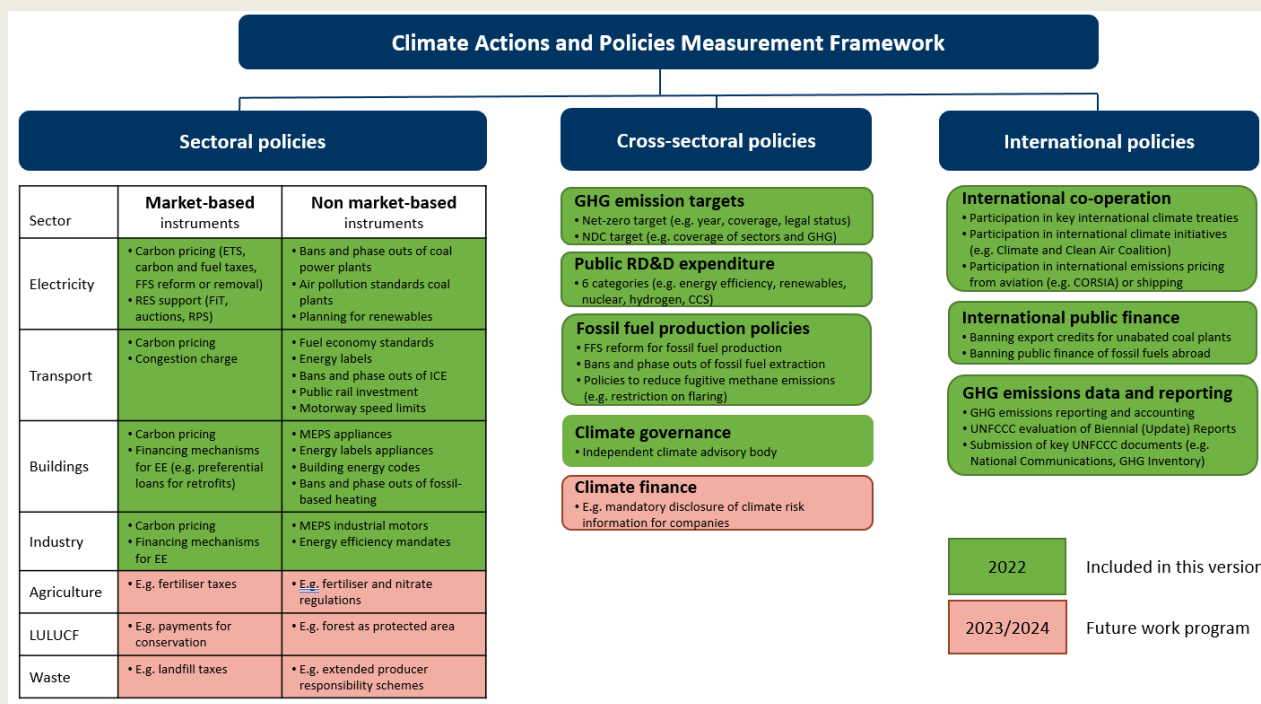 Climate Actions and Policies Measurement Framework
Sectoral policies
Sector
Market-based
instruments
Non market-based
instruments
Electricity
• Carbon pricing (ETS,
carbon and fuel taxes,
FFS reform or removal)
• RES support (FiT,
auctions, RPS)
• Bans and phase outs of coal
power plants
• Air pollution standards coal
plants
• Planning for renewables
Transport
• Carbon pricing
• Congestion charge
• Fuel economy standards
• Energy labels
• Bans and phase outs of ICE
• Public rail investment
• Motorway speed limits
Buildings
• Carbon pricing
• Financing mechanisms
for EE (e.g. preferential
loans for retrofits)
• MEPS appliances
• Energy labels appliances
• Building energy codes
• Bans and phase outs of fossil-
based heating
Industry
• Carbon pricing
• Financing mechanisms
for EE
• MEPS industrial motors
• Energy efficiency mandates
Agriculture
• E.g. fertiliser taxes
• E.g. fertiliser and nitrate
regulations
LULUCF
• E.g. payments for
conservation
• E.g. forest as protected area
Waste
• E.g. landfill taxes
• E.g. extended producer
responsibility schemes
Cross-sectoral policies
GHG emission targets
• Net-zero target (e.g. year, coverage, legal status)
• NDC target (e.g. coverage of sectors and GHG)
Public RD&D expenditure
• 6 categories (e.g. energy efficiency, renewables,
nuclear, hydrogen, CCS)
Fossil fuel production policies
• FFS reform for fossil fuel production
• Bans and phase outs of fossil fuel extraction
• Policies to reduce fugitive methane emissions
(e.g. restriction on flaring)
Climate governance
• Independent climate advisory body
Climate finance
• E.g. mandatory disclosure of climate risk
information for companies
International policies
International co-operation
• Participation in key international climate treaties
• Participation in international climate initiatives
(e.g. Climate and Clean Air Coalition)
• Participation in international emissions pricing
from aviation (e.g. CORSIA) or shipping
International public finance
• Banning export credits for unabated coal plants
• Banning public finance of fossil fuels abroad
GHG emissions data and reporting
• GHG emissions reporting and accounting
• UNFCCC evaluation of Biennial (Update) Reports
• Submission of key UNFCCC documents (e.g.
National Communications, GHG Inventory)
2022 Included in this version
2023/2024 Future work program